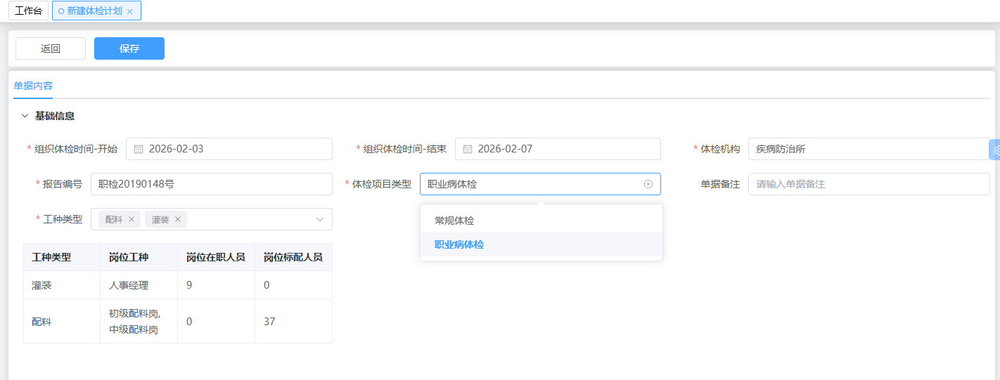 工作台 新建体检计划
返回 保存
单据内容
基础信息
* 组织体检时间-开始 2026-02-03 * 组织体检时间-结束 2026-02-07 * 体检机构 疾病防治所
* 报告编号 职检20190148号 * 体检项目类型 职业病体检 单据备注 请输入单据备注
* 工种类型 配料 灌装
常规体检
职业病体检
工种类型 岗位工种 岗位在职人员 岗位标配人员
灌装 人事经理 9 0
配料 初级配料岗, 0 37
中级配料岗